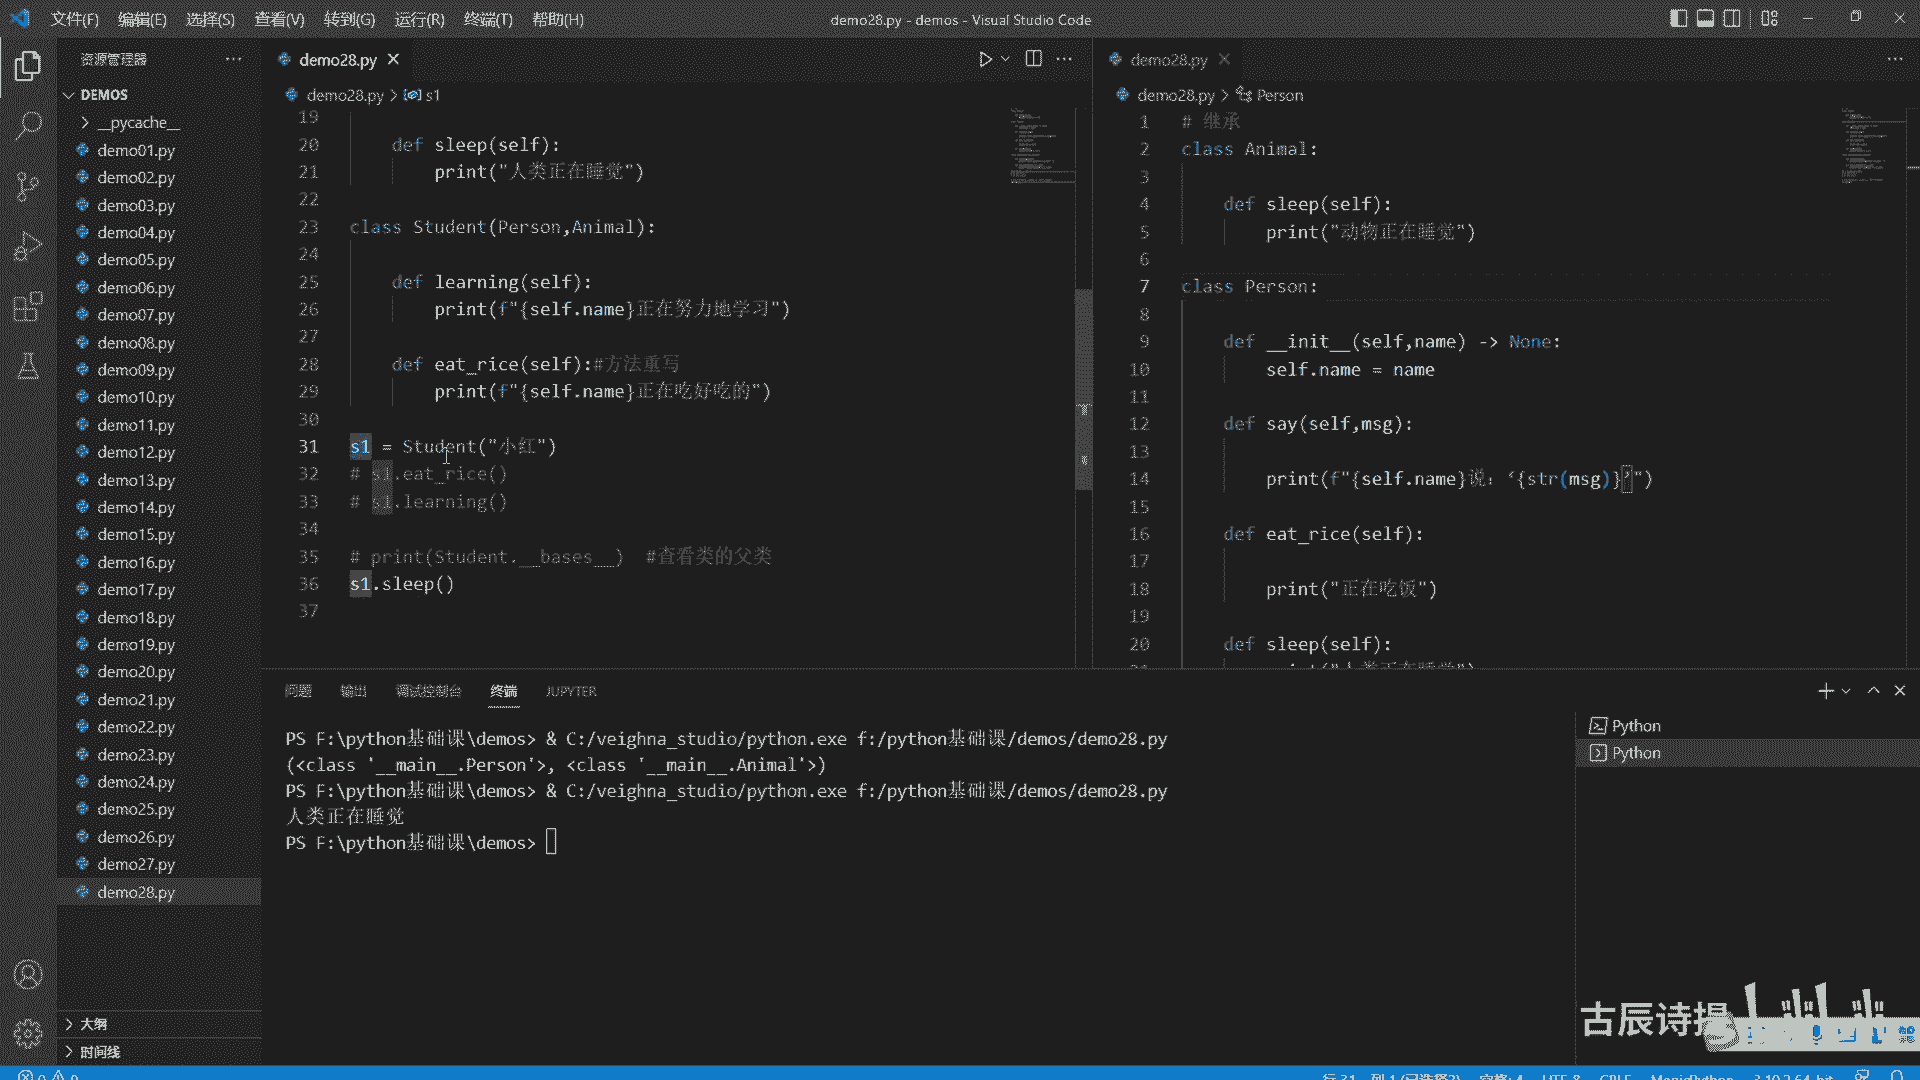 文件(F) 编辑(E) 选择(S) 查看(V) 转到(G) 运行(R) 终端(T) 帮助(H)
demo28.py - demos - Visual Studio Code
资源管理器
DEMOS
__pycache__
demo01.py
demo02.py
demo03.py
demo04.py
demo05.py
demo06.py
demo07.py
demo08.py
demo09.py
demo10.py
demo11.py
demo12.py
demo13.py
demo14.py
demo15.py
demo16.py
demo17.py
demo18.py
demo19.py
demo20.py
demo21.py
demo22.py
demo23.py
demo24.py
demo25.py
demo26.py
demo27.py
demo28.py
大纲
时间线
demo28.py
demo28.py > s1
19
20 def sleep(self):
21 print("人类正在睡觉")
22
23 class Student(Person,Animal):
24
25 def learning(self):
26 print(f"{self.name}正在努力地学习")
27
28 def eat_rice(self):#方法重写
29 print(f"{self.name}正在吃好吃的")
30
31 s1 = Student("小红")
32 # s1.eat_rice()
33 # s1.learning()
34
35 # print(Student.__bases__) #查看类的父类
36 s1.sleep()
37
demo28.py
demo28.py > Person
1 # 继承
2 class Animal:
3
4 def sleep(self):
5 print("动物正在睡觉")
6
7 class Person:
8
9 def __init__(self,name) -> None:
10 self.name = name
11
12 def say(self,msg):
13
14 print(f"{self.name}说：‘{str(msg)}’")
15
16 def eat_rice(self):
17
18 print("正在吃饭")
19
20 def sleep(self):
问题 输出 调试控制台 终端 JUPYTER
PS F:\python基础课\demos> & C:/veighna_studio/python.exe f:/python基础课/demos/demo28.py
(<class '__main__.Person'>, <class '__main__.Animal'>)
PS F:\python基础课\demos> & C:/veighna_studio/python.exe f:/python基础课/demos/demo28.py
人类正在睡觉
PS F:\python基础课\demos>
Python
Python
古辰诗提